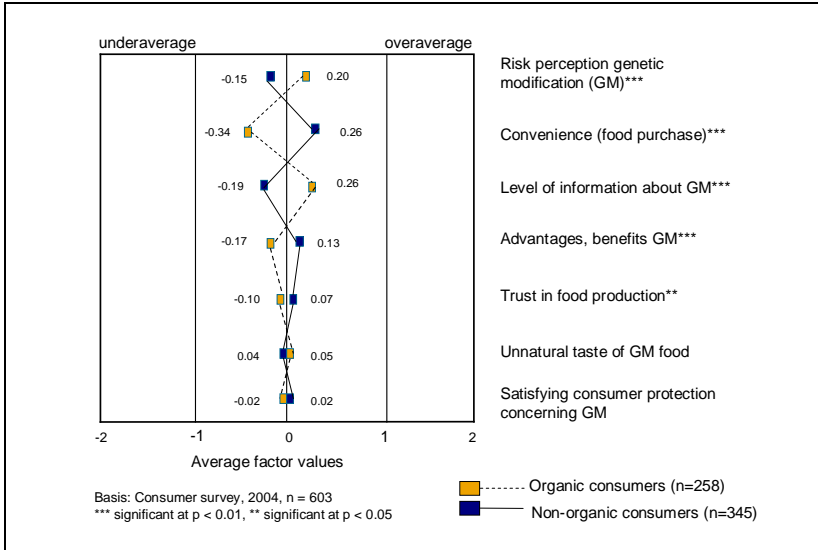 underaverage overaverage
-0.15 0.20 Risk perception genetic
modification (GM)***
-0.34 0.26 Convenience (food purchase)***
-0.19 0.26 Level of information about GM***
-0.17 0.13 Advantages, benefits GM***
-0.10 0.07 Trust in food production**
0.04 0.05 Unnatural taste of GM food
-0.02 0.02 Satisfying consumer protection
concerning GM
-2 -1 0 1 2
Average factor values
Basis: Consumer survey, 2004, n = 603
*** significant at p < 0.01, ** significant at p < 0.05
Organic consumers (n=258)
Non-organic consumers (n=345)